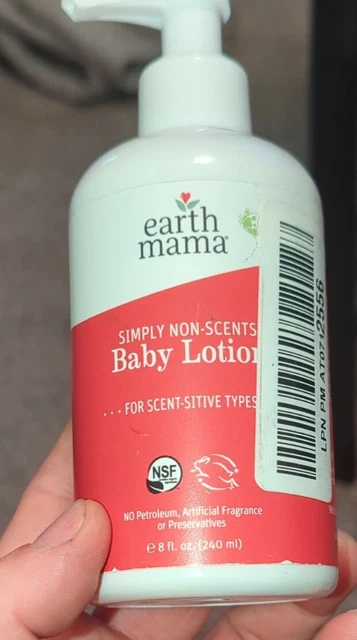 earth
mama
SIMPLY NON-SCENTS
Baby Lotion
... FOR SCENT-SITIVE TYPES
NSF
NO Petroleum, Artificial Fragrance
or Preservatives
e 8 fl. oz. (240 ml)
LPN PM AT0712556